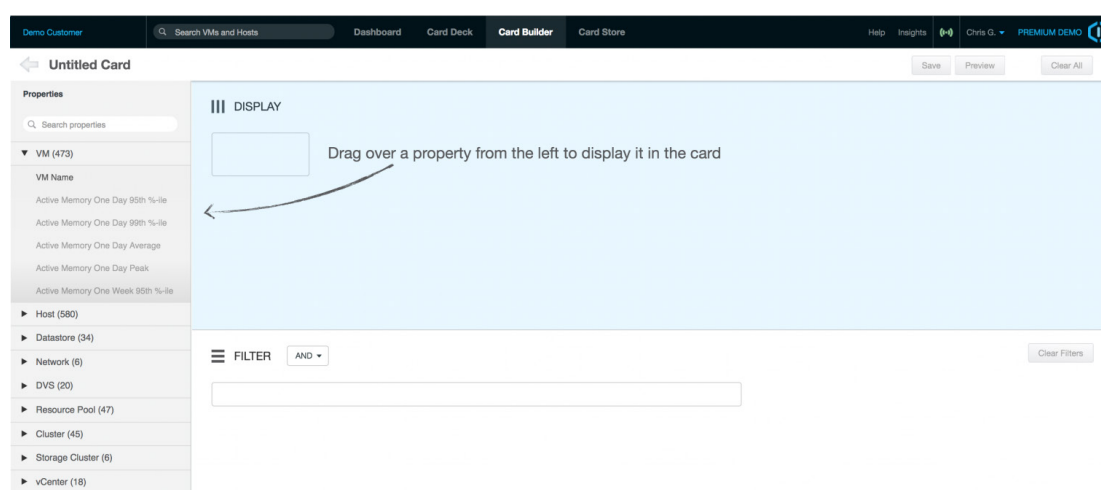 Demo Customer Search VMs and Hosts Dashboard Card Deck Card Builder Card Store Help Insights Chris G. PREMIUM DEMO
Untitled Card Save Preview Clear All
Properties
Search properties
VM (473)
VM Name
Active Memory One Day 95th %-ile
Active Memory One Day 99th %-ile
Active Memory One Day Average
Active Memory One Day Peak
Active Memory One Week 95th %-ile
Host (580)
Datastore (34)
Network (6)
DVS (20)
Resource Pool (47)
Cluster (45)
Storage Cluster (6)
vCenter (18)
DISPLAY
Drag over a property from the left to display it in the card
FILTER AND Clear Filters